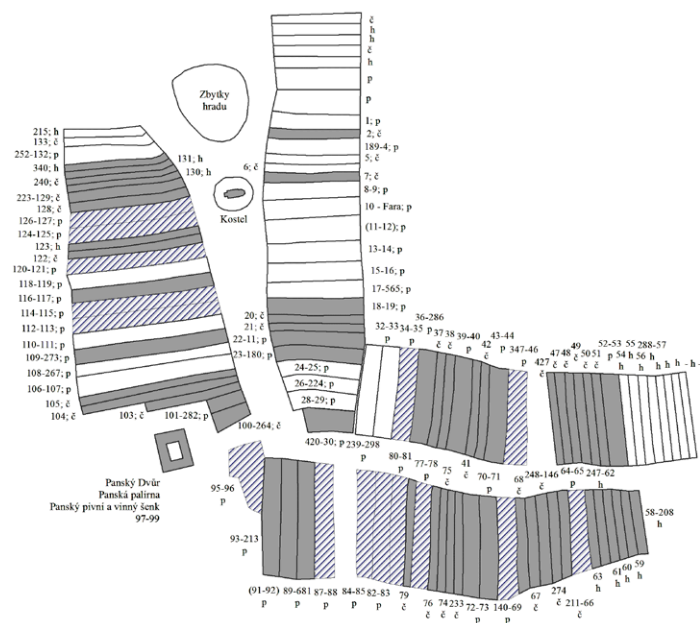 č
h
h
č
h
p
p
Zbytky
hradu
1; p
2; č
189-4; p
5; č
7; č
8-9; p
10 - Fara; p
(11-12); p
13-14; p
15-16; p
17-565; p
18-19; p
6; č
Kostel
215; h
133; č
252-132; p
340; h
240; č
223-129; č
128; č
126-127; p
124-125; p
123; h
122; č
120-121; p
118-119; p
116-117; p
114-115; p
112-113; p
110-111; p
109-273; p
108-267; p
106-107; p
105; č
104; č
131; h
130; h
103; č
101-282; p
100-264; č
20; č
21; č
22-11; p
23-180; p
24-25; p
26-224; p
28-29; p
420-30; p
239-298
p
32-33
p
34-35
p
36-286
p
37
č
38
č
39-40
p
42
č
43-44
p
347-46
p
427
č
47
č
48
č
49
č
50
č
51
č
52-53
p
54
h
55
h
56
h
288-57
h
h
h - h - h
80-81
p
77-78
p
75
č
41
č
70-71
p
68
č
248-146
č
64-65
p
247-62
h
58-208
h
Panský Dvůr
Panská palírna
Panský pivní a vinný šenk
97-99
95-96
p
93-213
p
(91-92)
p
89-681
p
87-88
p
84-85
p
82-83
p
79
č
76
č
74
č
233
č
72-73
p
140-69
p
67
č
274
č
211-66
č
63
h
61
h
60
h
59
h